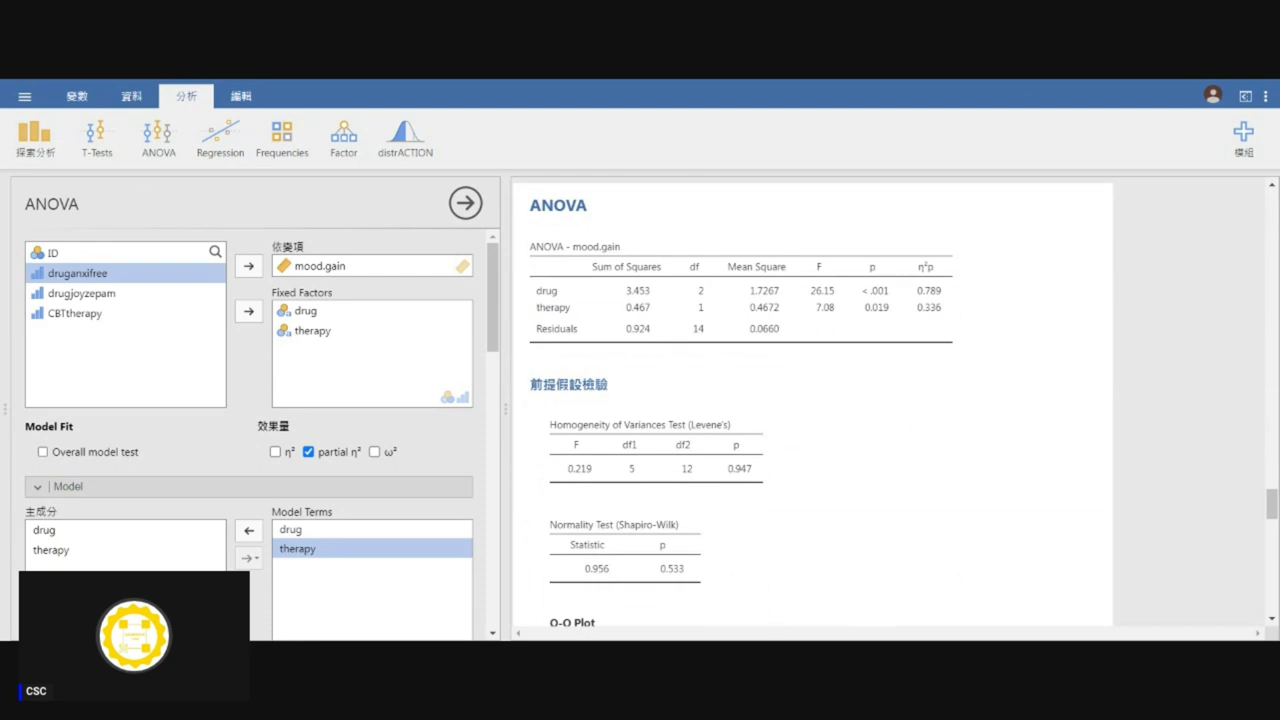 變數 資料 分析 編輯
探索分析 T-Tests ANOVA Regression Frequencies Factor distrACTION 模組
ANOVA
ID
druganxifree
drugjoyzepam
CBTtherapy
依變項
mood.gain
Fixed Factors
drug
therapy
Model Fit
Overall model test
效果量
η² partial η² ω²
Model
主成分
drug
therapy
Model Terms
drug
therapy
CSC
ANOVA
ANOVA - mood.gain
Sum of Squares df Mean Square F p η²p
drug 3.453 2 1.7267 26.15 < .001 0.789
therapy 0.467 1 0.4672 7.08 0.019 0.336
Residuals 0.924 14 0.0660
前提假設檢驗
Homogeneity of Variances Test (Levene's)
F df1 df2 p
0.219 5 12 0.947
Normality Test (Shapiro-Wilk)
Statistic p
0.956 0.533
Q-Q Plot